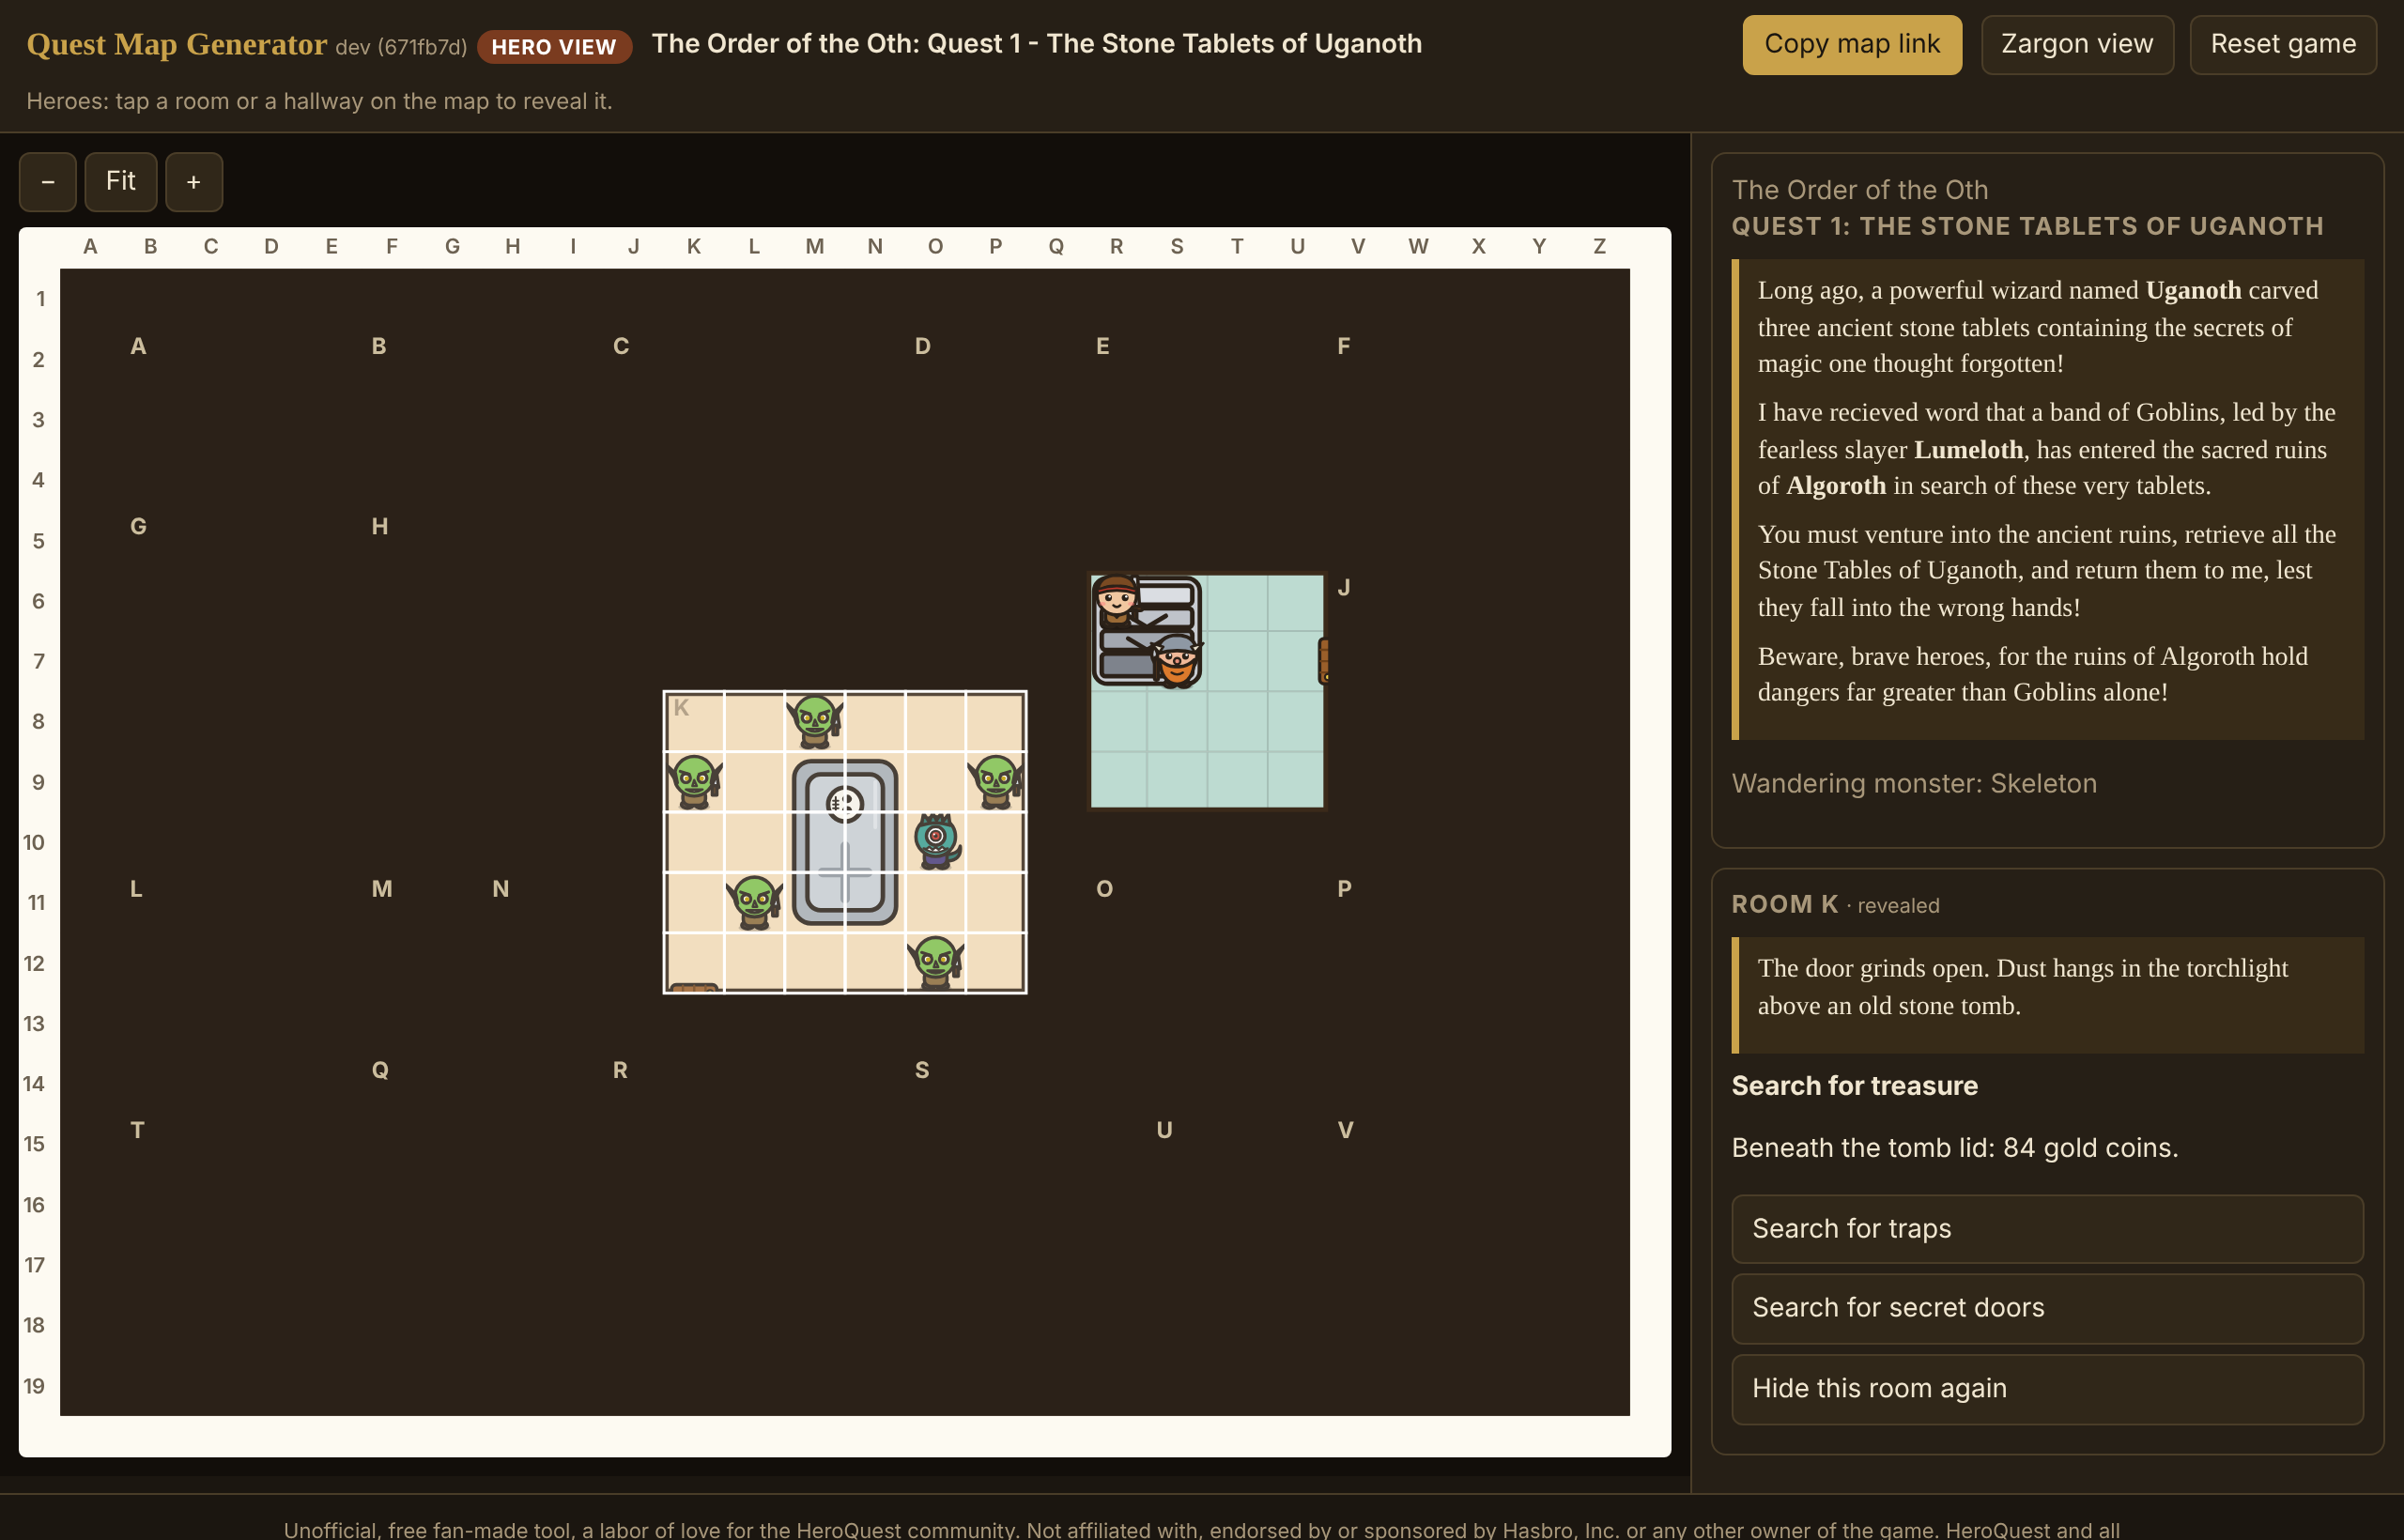 Quest Map Generator dev (671fb7d) HERO VIEW The Order of the Oth: Quest 1 - The Stone Tablets of Uganoth Copy map link Zargon view Reset game
Heroes: tap a room or a hallway on the map to reveal it.
− Fit +
A B C D E F G H I J K L M N O P Q R S T U V W X Y Z
1
A B C D E F
2
3
4
G H
5
J
6
7
K
8
9
10
L M N O P
11
12
13
Q R S
14
T U V
15
16
17
18
19
The Order of the Oth
QUEST 1: THE STONE TABLETS OF UGANOTH
Long ago, a powerful wizard named Uganoth carved
three ancient stone tablets containing the secrets of
magic one thought forgotten!
I have recieved word that a band of Goblins, led by the
fearless slayer Lumeloth, has entered the sacred ruins
of Algoroth in search of these very tablets.
You must venture into the ancient ruins, retrieve all the
Stone Tables of Uganoth, and return them to me, lest
they fall into the wrong hands!
Beware, brave heroes, for the ruins of Algoroth hold
dangers far greater than Goblins alone!
Wandering monster: Skeleton
ROOM K · revealed
The door grinds open. Dust hangs in the torchlight
above an old stone tomb.
Search for treasure
Beneath the tomb lid: 84 gold coins.
Search for traps
Search for secret doors
Hide this room again
Unofficial, free fan-made tool, a labor of love for the HeroQuest community. Not affiliated with, endorsed by or sponsored by Hasbro, Inc. or any other owner of the game. HeroQuest and all